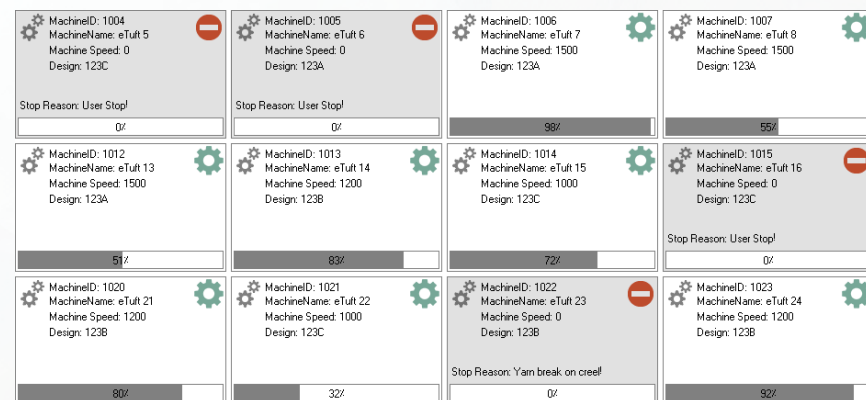 MachineID: 1004
MachineName: eTuft 5
Machine Speed: 0
Design: 123C
Stop Reason: User Stop!
0%
MachineID: 1005
MachineName: eTuft 6
Machine Speed: 0
Design: 123A
Stop Reason: User Stop!
0%
MachineID: 1006
MachineName: eTuft 7
Machine Speed: 1500
Design: 123A
98%
MachineID: 1007
MachineName: eTuft 8
Machine Speed: 1500
Design: 123A
55%
MachineID: 1012
MachineName: eTuft 13
Machine Speed: 1500
Design: 123A
51%
MachineID: 1013
MachineName: eTuft 14
Machine Speed: 1200
Design: 123B
83%
MachineID: 1014
MachineName: eTuft 15
Machine Speed: 1000
Design: 123C
72%
MachineID: 1015
MachineName: eTuft 16
Machine Speed: 0
Design: 123C
Stop Reason: User Stop!
0%
MachineID: 1020
MachineName: eTuft 21
Machine Speed: 1200
Design: 123B
80%
MachineID: 1021
MachineName: eTuft 22
Machine Speed: 1000
Design: 123C
32%
MachineID: 1022
MachineName: eTuft 23
Machine Speed: 0
Design: 123B
Stop Reason: Yarn break on creel!
0%
MachineID: 1023
MachineName: eTuft 24
Machine Speed: 1200
Design: 123B
92%